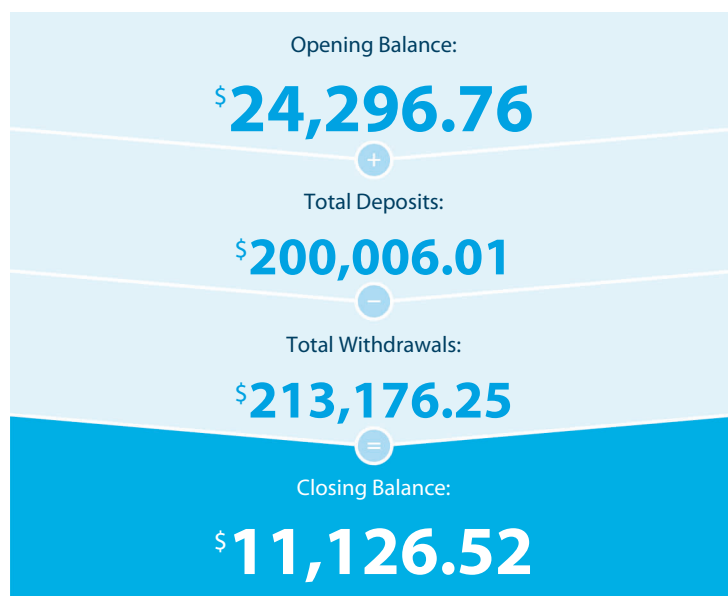 Opening Balance:
$24,296.76
+
Total Deposits:
$200,006.01
−
Total Withdrawals:
$213,176.25
=
Closing Balance:
$11,126.52